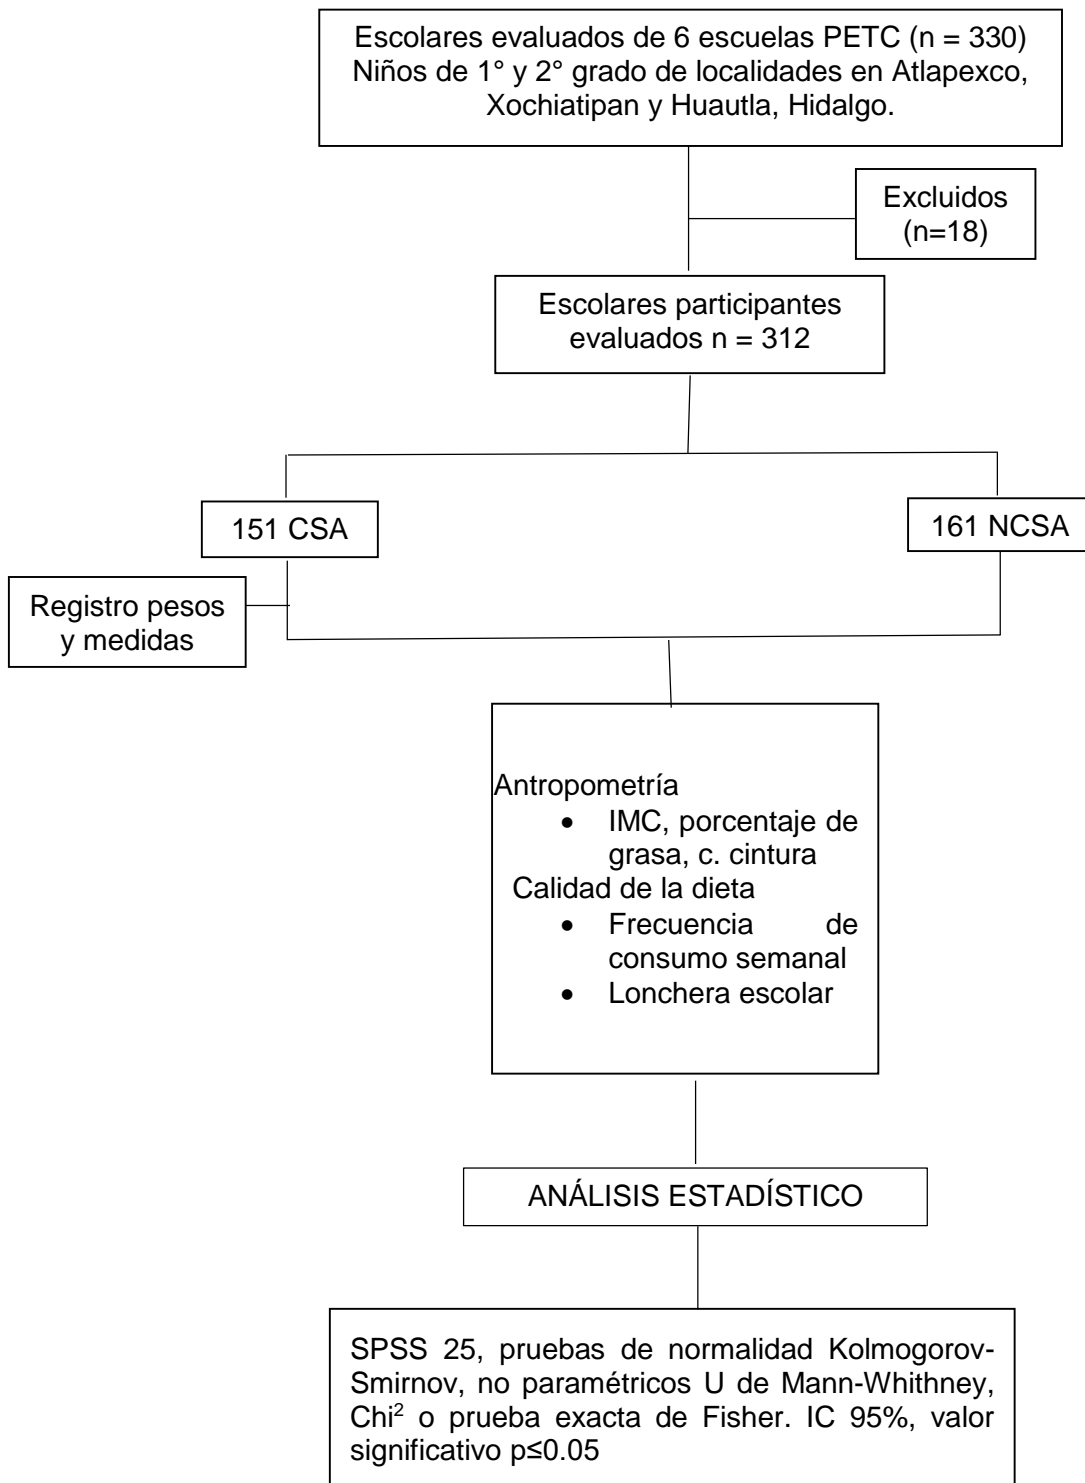 Escolares evaluados de 6 escuelas PETC (n = 330)
Niños de 1° y 2° grado de localidades en Atlapexco,
Xochiatipan y Huautla, Hidalgo.
Excluidos
(n=18)
Escolares participantes
evaluados n = 312
151 CSA
161 NCSA
Registro pesos
y medidas
Antropometría
• IMC, porcentaje de
grasa, c. cintura
Calidad de la dieta
• Frecuencia de
consumo semanal
• Lonchera escolar
ANÁLISIS ESTADÍSTICO
SPSS 25, pruebas de normalidad Kolmogorov-
Smirnov, no paramétricos U de Mann-Whithney,
Chi² o prueba exacta de Fisher. IC 95%, valor
significativo p≤0.05